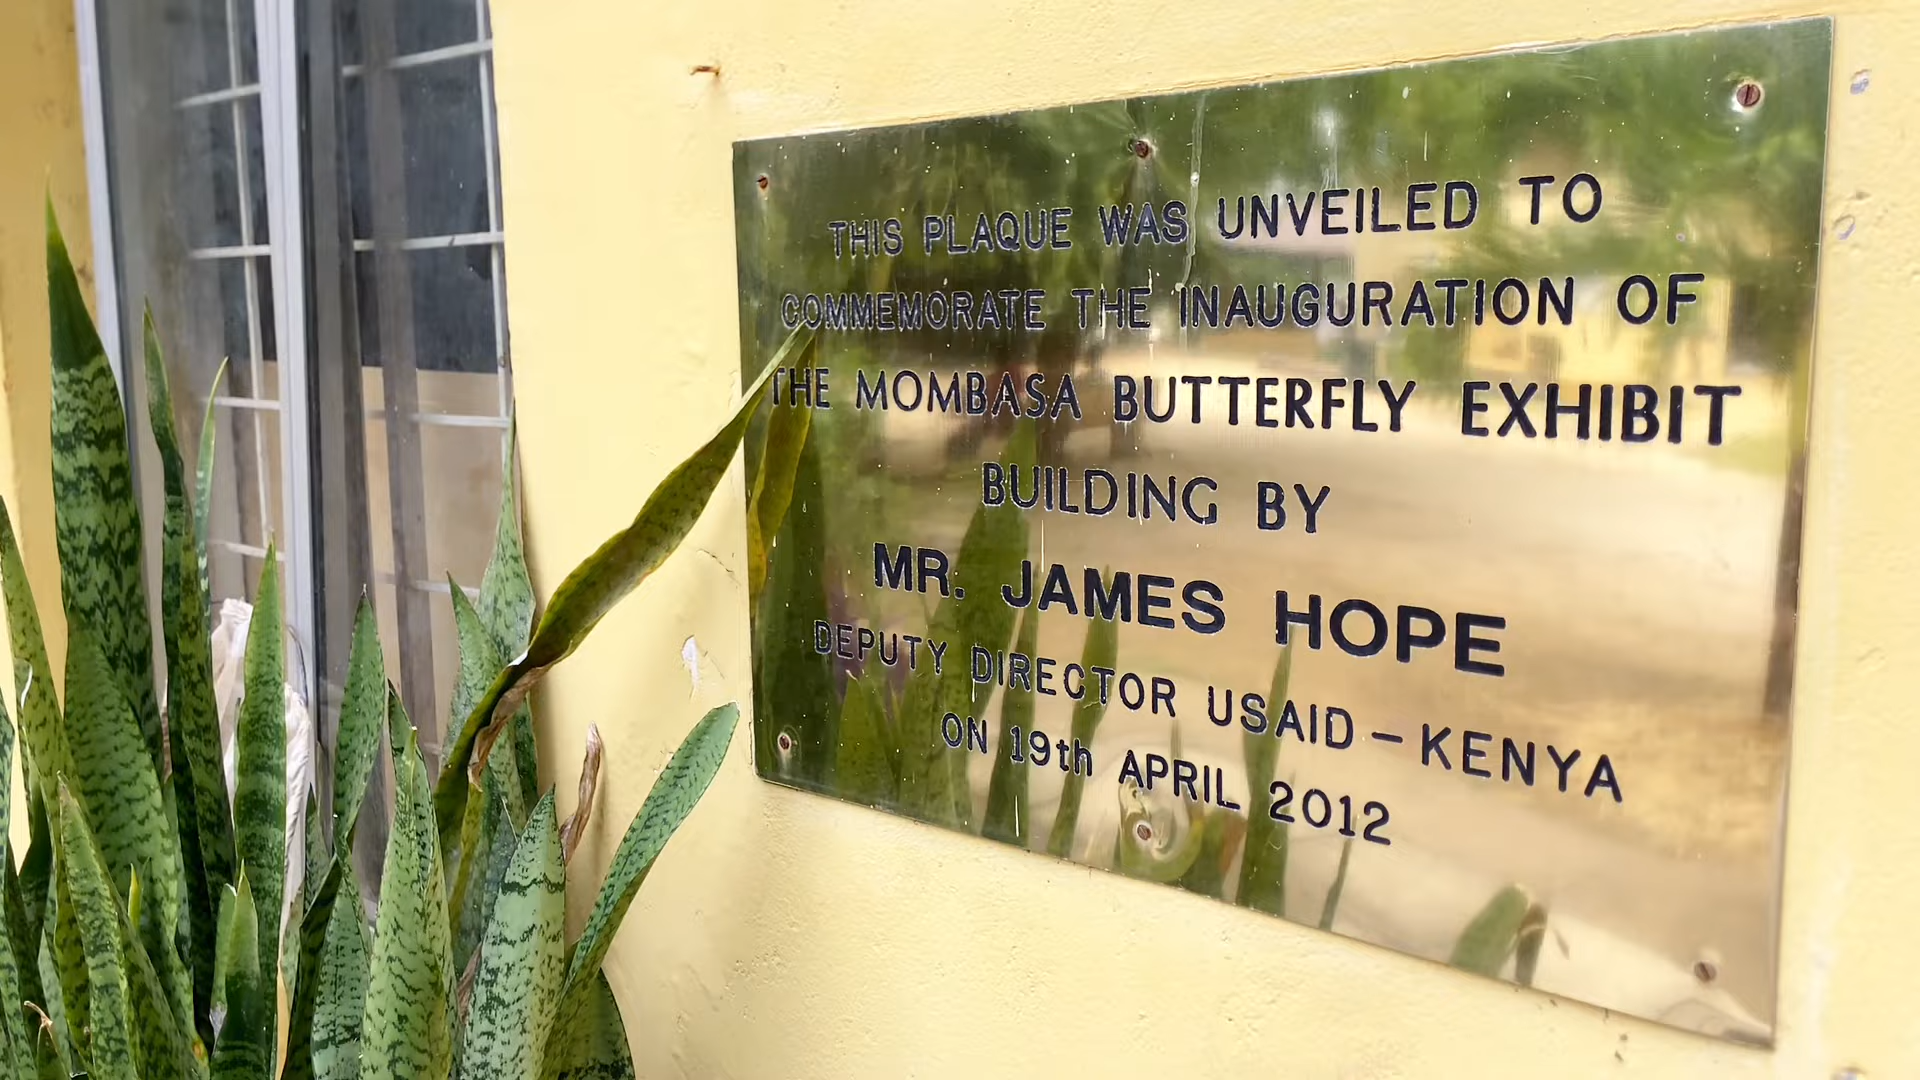 THIS PLAQUE WAS UNVEILED TO
COMMEMORATE THE INAUGURATION OF
THE MOMBASA BUTTERFLY EXHIBIT
BUILDING BY
MR. JAMES HOPE
DEPUTY DIRECTOR USAID – KENYA
ON 19th APRIL 2012